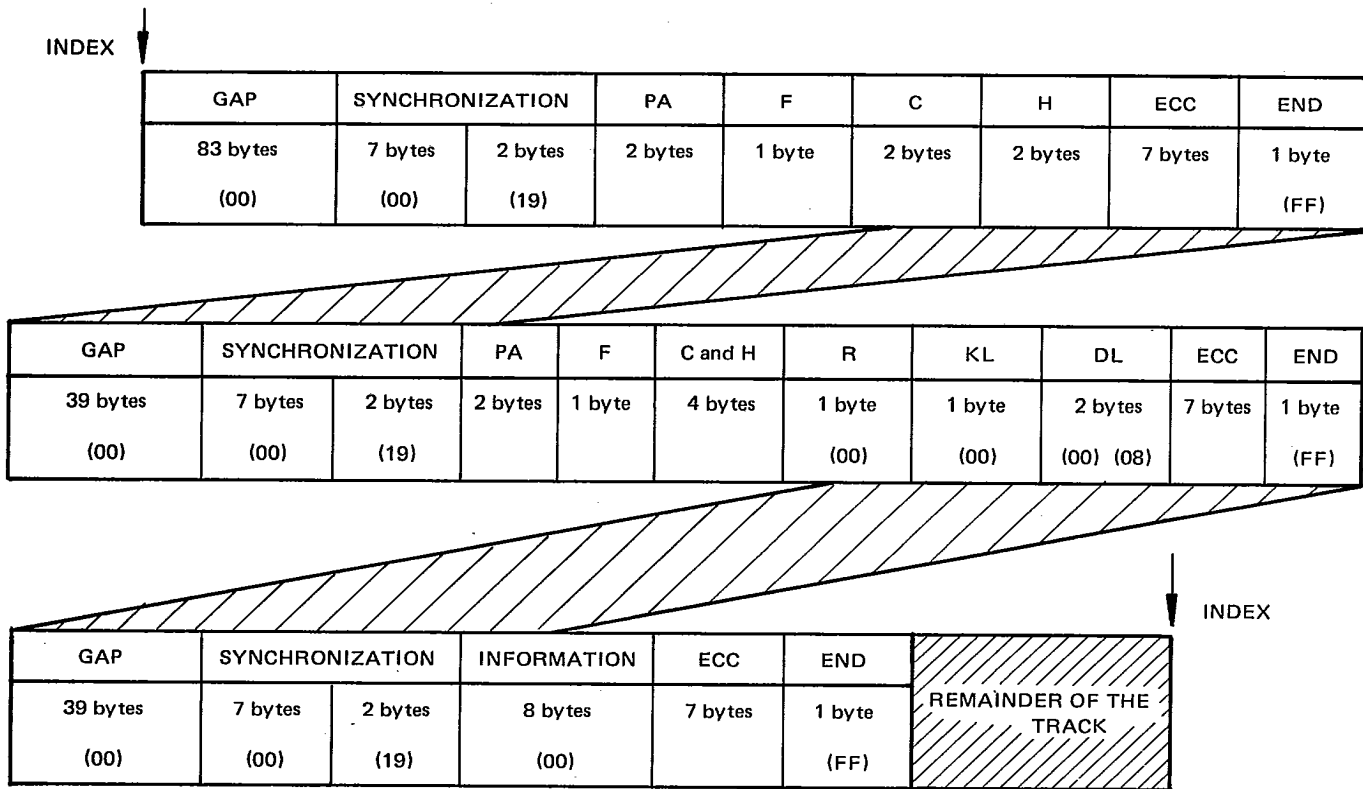 INDEX
GAP SYNCHRONIZATION PA F C H ECC END
83 bytes 7 bytes 2 bytes 2 bytes 1 byte 2 bytes 2 bytes 7 bytes 1 byte
(00) (00) (19) (FF)
GAP SYNCHRONIZATION PA F C and H R KL DL ECC END
39 bytes 7 bytes 2 bytes 2 bytes 1 byte 4 bytes 1 byte 1 byte 2 bytes 7 bytes 1 byte
(00) (00) (19) (00) (00) (00) (08) (FF)
INDEX
GAP SYNCHRONIZATION INFORMATION ECC END
39 bytes 7 bytes 2 bytes 8 bytes 7 bytes 1 byte
(00) (00) (19) (00) (FF)
REMAINDER OF THE
TRACK